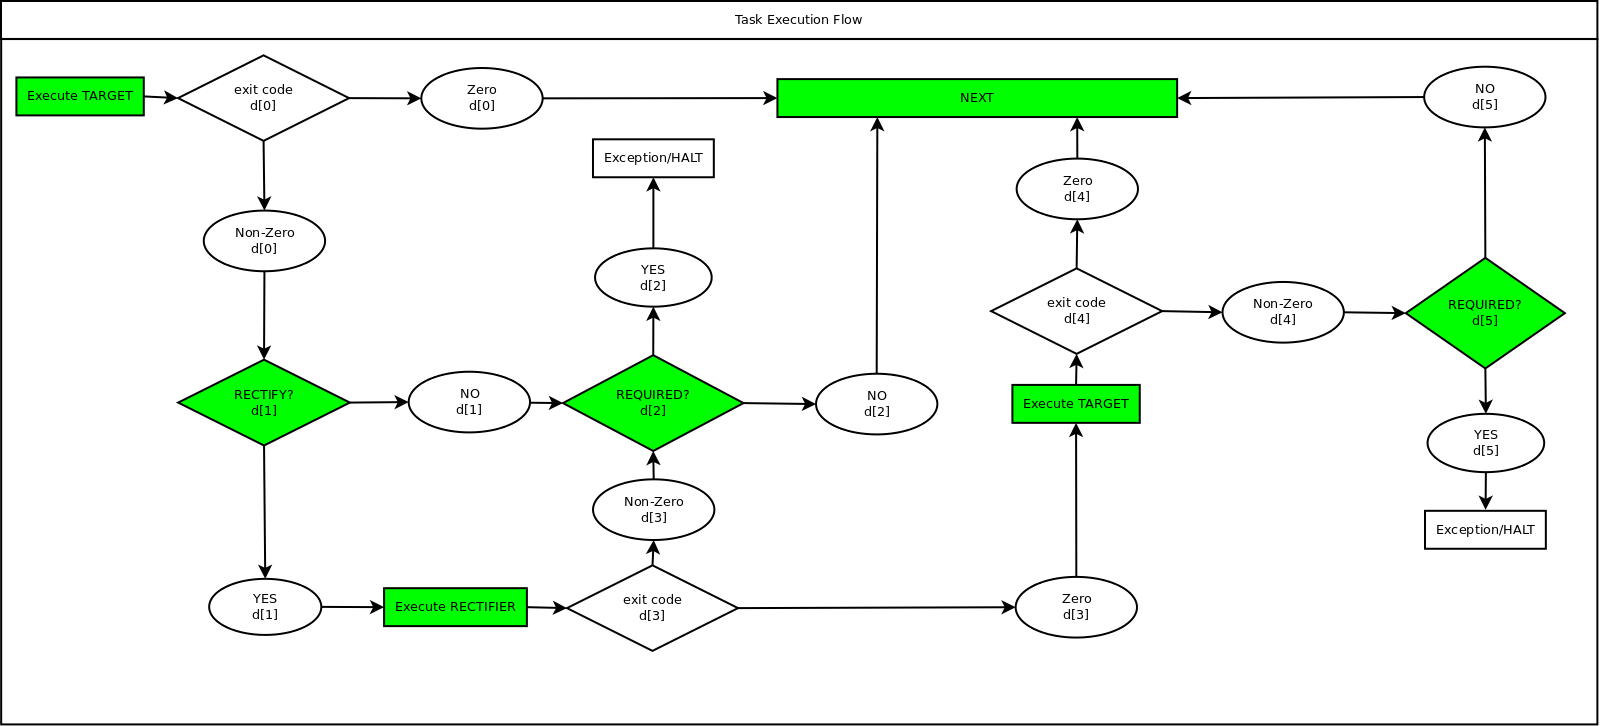 Task Execution Flow
Execute TARGET
exit code
d[0]
Zero
d[0]
NEXT
NO
d[5]
Exception/HALT
Zero
d[4]
Non-Zero
d[0]
YES
d[2]
exit code
d[4]
Non-Zero
d[4]
REQUIRED?
d[5]
RECTIFY?
d[1]
NO
d[1]
REQUIRED?
d[2]
NO
d[2]
Execute TARGET
YES
d[5]
Non-Zero
d[3]
Exception/HALT
YES
d[1]
Execute RECTIFIER
exit code
d[3]
Zero
d[3]